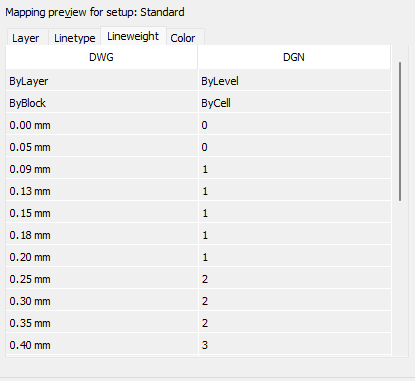 Mapping preview for setup: Standard
Layer Linetype Lineweight Color
DWG DGN
ByLayer ByLevel
ByBlock ByCell
0.00 mm 0
0.05 mm 0
0.09 mm 1
0.13 mm 1
0.15 mm 1
0.18 mm 1
0.20 mm 1
0.25 mm 2
0.30 mm 2
0.35 mm 2
0.40 mm 3